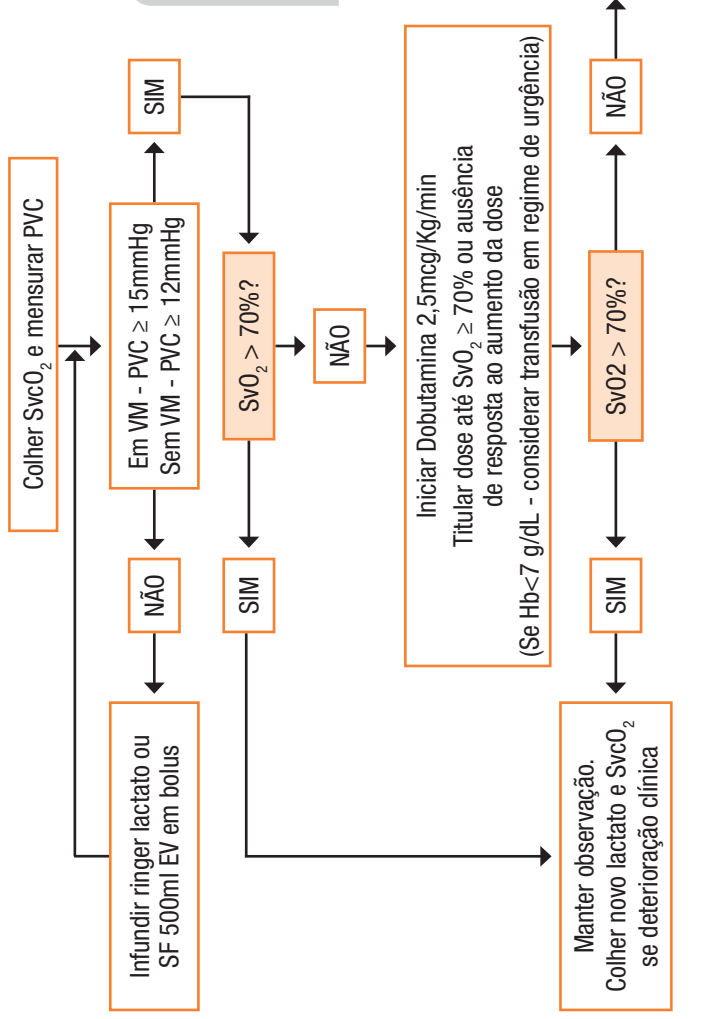 Colher SvcO₂ e mensurar PVC
Em VM - PVC ≥ 15mmHg
Sem VM - PVC ≥ 12mmHg
NÃO
SIM
Infundir ringer lactato ou
SF 500ml EV em bolus
SvO₂ > 70%?
SIM
NÃO
Iniciar Dobutamina 2,5mcg/Kg/min
Titular dose até SvO₂ ≥ 70% ou ausência
de resposta ao aumento da dose
(Se Hb<7 g/dL - considerar transfusão em regime de urgência)
SvO2 > 70%?
SIM
NÃO
Manter observação.
Colher novo lactato e SvcO₂
se deterioração clínica